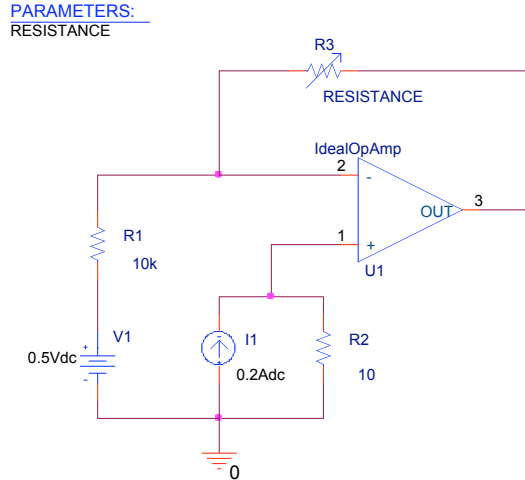 PARAMETERS:
RESISTANCE
R3
RESISTANCE
IdealOpAmp
2
-
OUT
3
1
+
U1
R1
10k
V1
0.5Vdc
+
-
I1
0.2Adc
-
+
R2
10
0